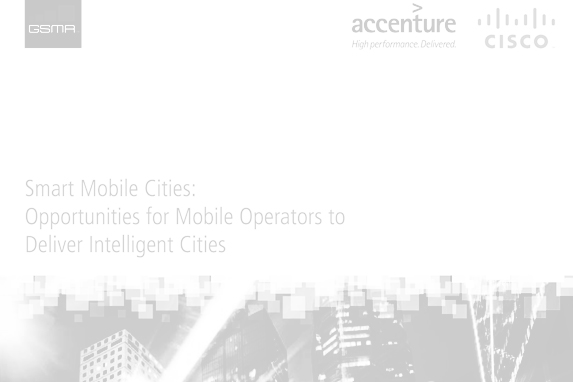 GSMA
>
accenture
High performance. Delivered.
CISCO
Smart Mobile Cities:
Opportunities for Mobile Operators to
Deliver Intelligent Cities